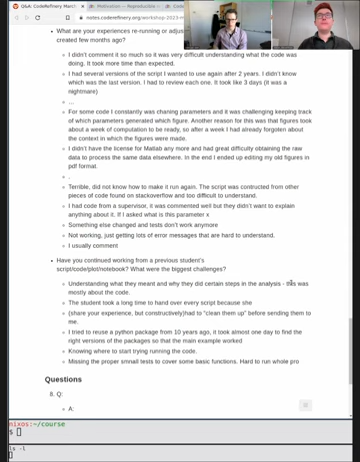 Q&A: CodeRefinery March
Motivation — Reproducible
notes.coderefinery.org/workshop-2023-m
What are your experiences re-running or adjus
created few months ago?
I didn't comment it so much so it was very dificult understanding what the code was
doing. It took more time than expected.
I had several versions of the script I wanted to use again after 2 years. I didn't know
which was the last version. I had to review each one. It took like 3 days (it was a
nightmare)
...
For some code I constantly was chaning parameters and it was challenging keeping track
of which parameters generated which figure. Another reason for this was that figures took
about a week of computation to be ready, so after a week I had already forgoten about
the context in which the figures were made.
I didn't have the license for Matlab any more and had great difficulty obtaining the raw
data to process the same data elsewhere. In the end I ended up editing my old figures in
pdf format.
.
Terrible, did not know how to make it run again. The script was contructed from other
pieces of code found on stackoverflow and too difficult to understand.
I had code from a supervisor, it was commented well but they didn't want to explain
anything about it. If I asked what is this parameter x
Something else changed and tests don't work anymore
Not working, just getting lots of error messages that are hard to understand.
I usually comment
Have you continued working from a previous student's
script/code/plot/notebook? What were the biggest challenges?
Understanding what they meant and why they did certain steps in the analysis - this was
mostly about the code.
The student took a long time to hand over every script because she
(share your experience, but constructively)had to "clean them up" before sending them to
me.
I tried to reuse a python package from 10 years ago, it took almost one day to find the
right versions of the packages so that the main example worked
Knowing where to start trying running the code.
Missing the proper smnall tests to cover some basic functions. Hard to run whole pro
Questions
8. Q:
A:
nixos:~/course
$
ls -l